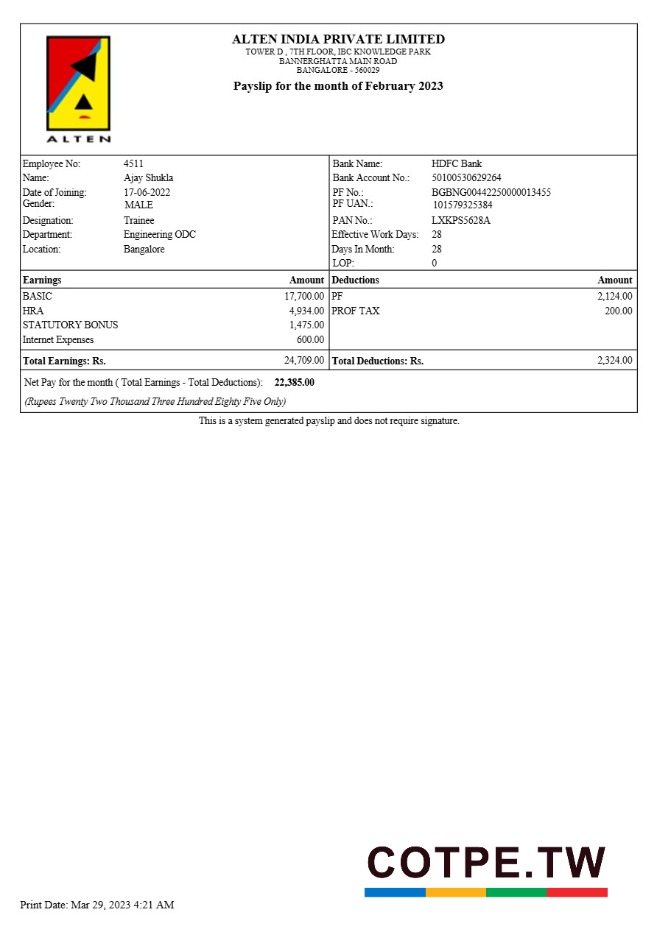 ALTEN INDIA PRIVATE LIMITED
TOWER D , 7TH FLOOR, IBC KNOWLEDGE PARK
BANNERGHATTA MAIN ROAD
BANGALORE - 560029
Payslip for the month of February 2023
ALTEN
Employee No: 4511 Bank Name: HDFC Bank
Name: Ajay Shukla Bank Account No.: 50100530629264
Date of Joining: 17-06-2022 PF No.: BGBNG00442250000013455
Gender: MALE PF UAN.: 101579325384
Designation: Trainee PAN No.: LXKPS5628A
Department: Engineering ODC Effective Work Days: 28
Location: Bangalore Days In Month: 28
LOP: 0
Earnings Amount Deductions Amount
BASIC 17,700.00 PF 2,124.00
HRA 4,934.00 PROF TAX 200.00
STATUTORY BONUS 1,475.00
Internet Expenses 600.00
Total Earnings: Rs. 24,709.00 Total Deductions: Rs. 2,324.00
Net Pay for the month ( Total Earnings - Total Deductions): 22,385.00
(Rupees Twenty Two Thousand Three Hundred Eighty Five Only)
This is a system generated payslip and does not require signature.
COTPE.TW
Print Date: Mar 29, 2023 4:21 AM